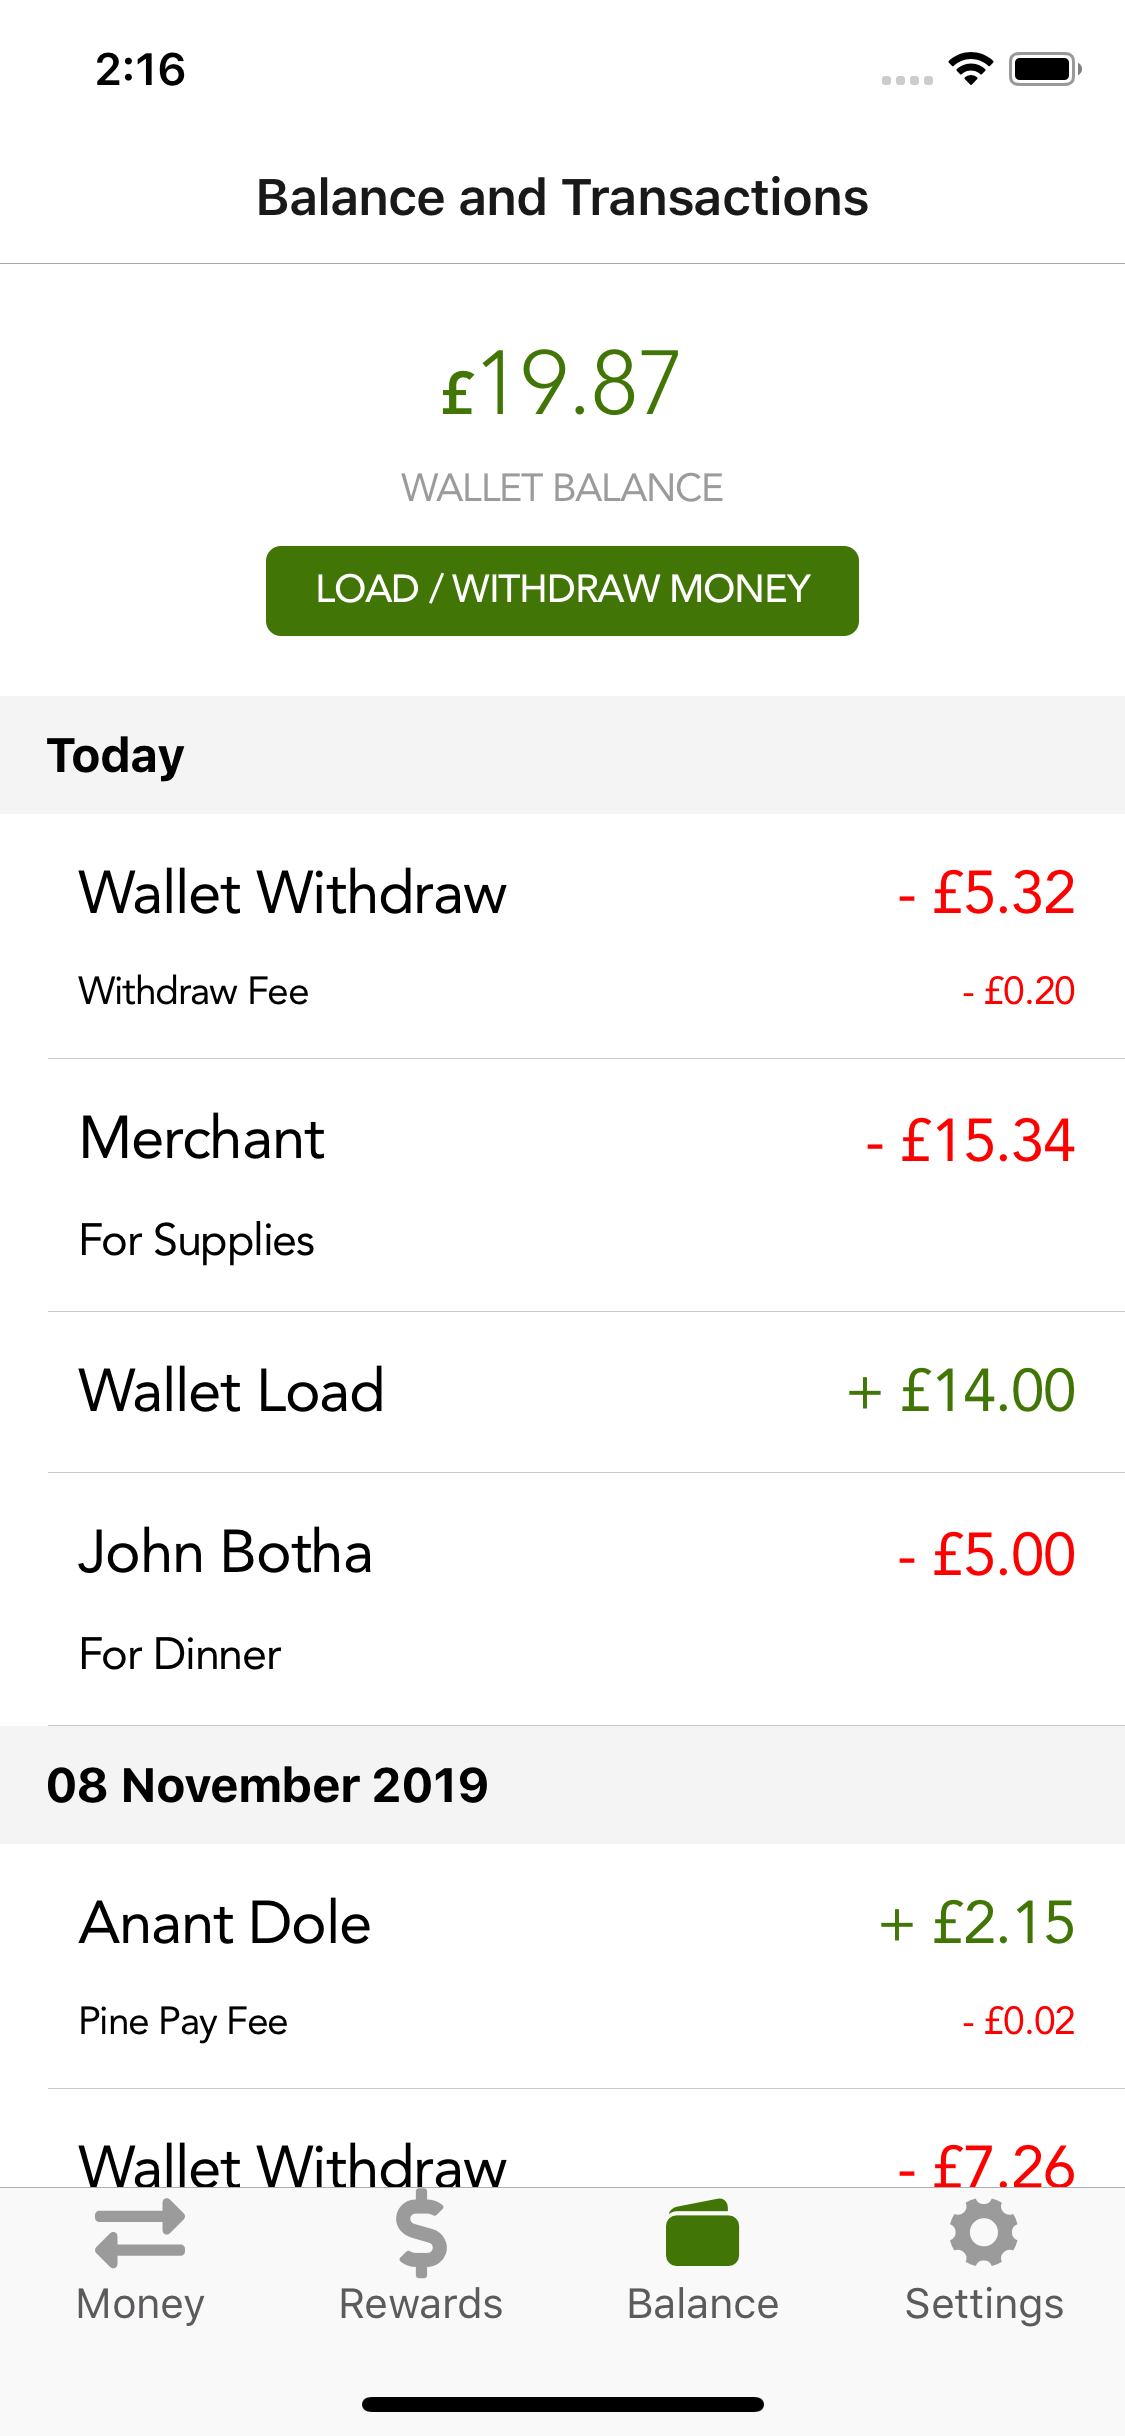 2:16
Balance and Transactions
£19.87
WALLET BALANCE
LOAD / WITHDRAW MONEY
Today
Wallet Withdraw - £5.32
Withdraw Fee - £0.20
Merchant - £15.34
For Supplies
Wallet Load + £14.00
John Botha - £5.00
For Dinner
08 November 2019
Anant Dole + £2.15
Pine Pay Fee - £0.02
Wallet Withdraw - £7.26
Money Rewards Balance Settings